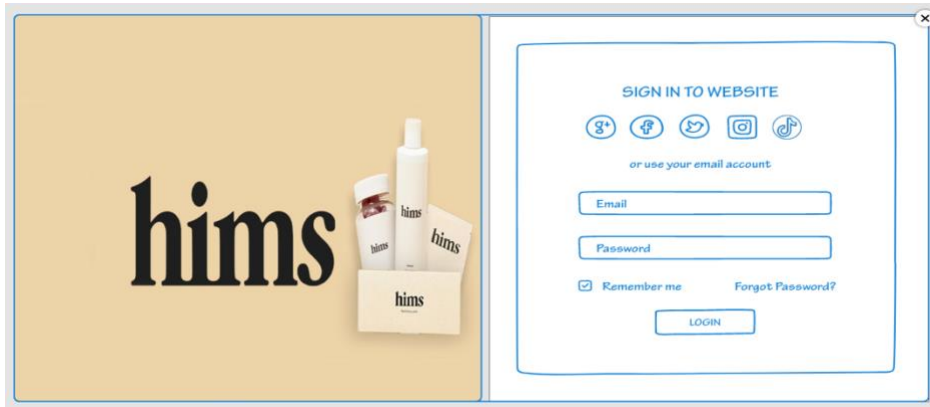 hims
hims
hims
hims
hims
SIGN IN TO WEBSITE
g+
or use your email account
Email
Password
Remember me
Forgot Password?
LOGIN